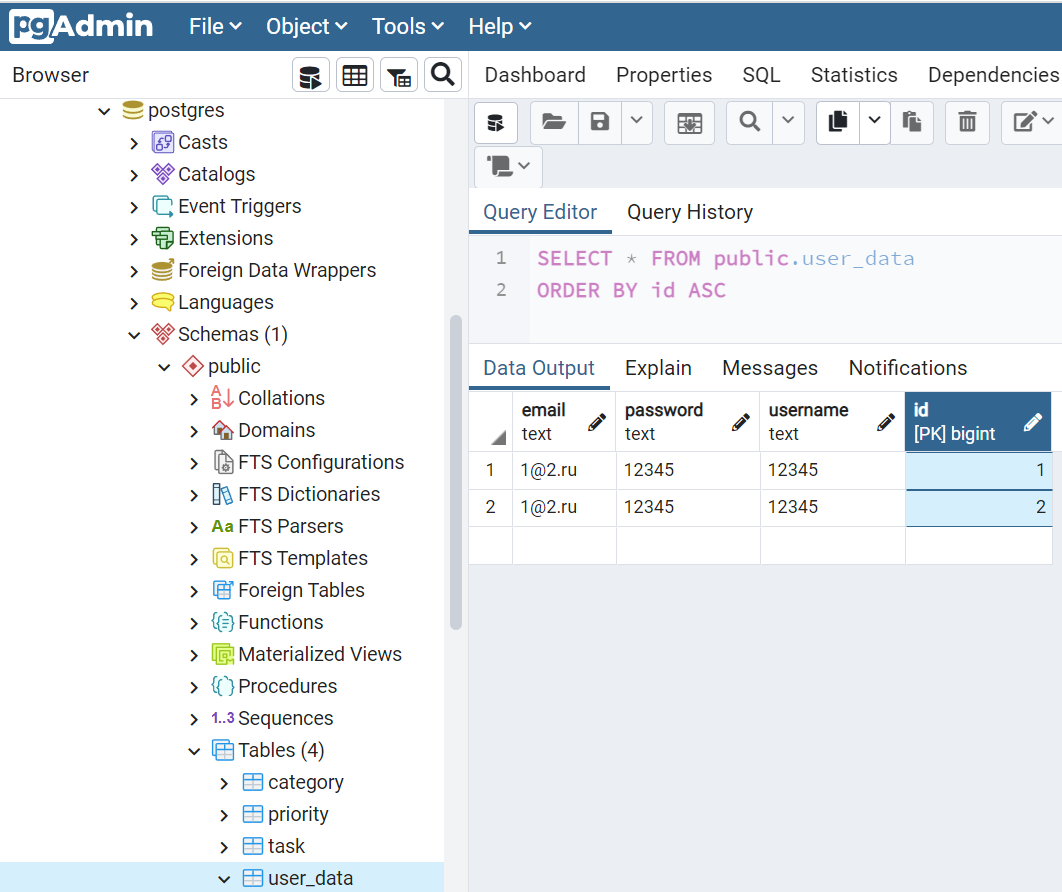 pgAdmin File Object Tools Help
Browser
Dashboard Properties SQL Statistics Dependencies
postgres
Casts
Catalogs
Event Triggers
Extensions
Foreign Data Wrappers
Languages
Schemas (1)
public
A B Collations
Domains
FTS Configurations
FTS Dictionaries
Aa FTS Parsers
FTS Templates
Foreign Tables
Functions
Materialized Views
Procedures
1..3 Sequences
Tables (4)
category
priority
task
user_data
Query Editor Query History
1 SELECT * FROM public.user_data
2 ORDER BY id ASC
Data Output Explain Messages Notifications
email password username id
text text text [PK] bigint
1 1@2.ru 12345 12345 1
2 1@2.ru 12345 12345 2